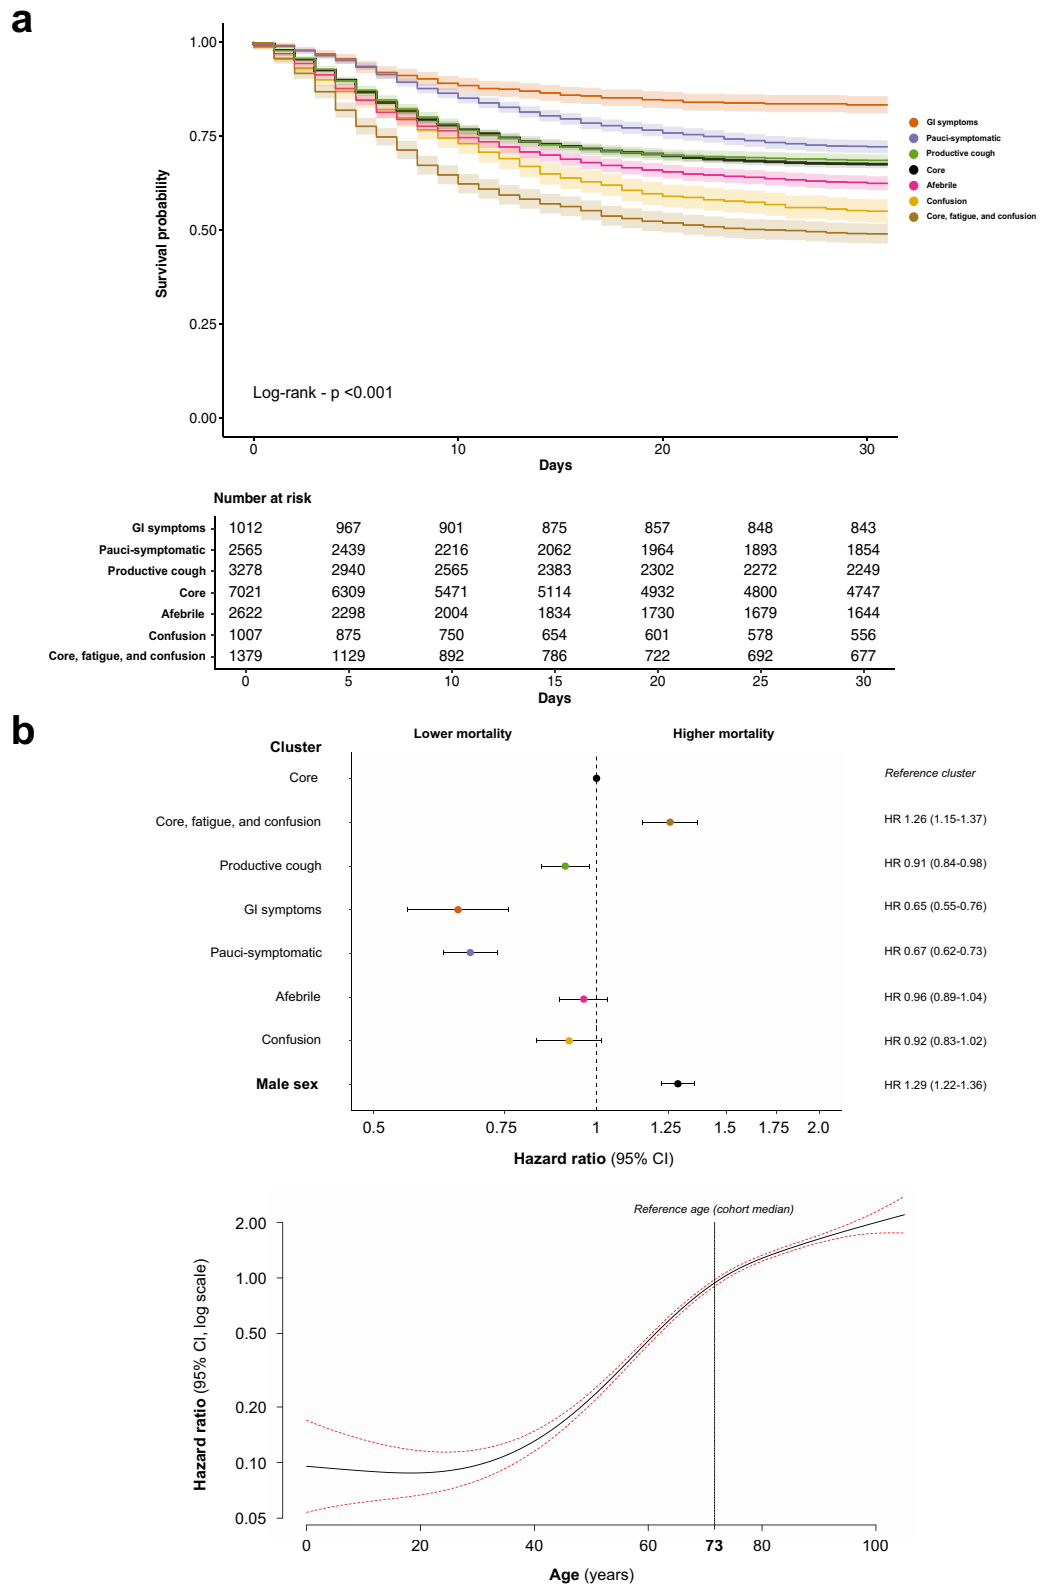 a
1.00
0.75
0.50
0.25
0.00
Survival probability
Log-rank - p <0.001
0 10 20 30
Days
GI symptoms
Pauci-symptomatic
Productive cough
Core
Afebrile
Confusion
Core, fatigue, and confusion
Number at risk
GI symptoms 1012 967 901 875 857 848 843
Pauci-symptomatic 2565 2439 2216 2062 1964 1893 1854
Productive cough 3278 2940 2565 2383 2302 2272 2249
Core 7021 6309 5471 5114 4932 4800 4747
Afebrile 2622 2298 2004 1834 1730 1679 1644
Confusion 1007 875 750 654 601 578 556
Core, fatigue, and confusion 1379 1129 892 786 722 692 677
0 5 10 15 20 25 30
Days
b
Cluster Lower mortality Higher mortality
Core Reference cluster
Core, fatigue, and confusion HR 1.26 (1.15-1.37)
Productive cough HR 0.91 (0.84-0.98)
GI symptoms HR 0.65 (0.55-0.76)
Pauci-symptomatic HR 0.67 (0.62-0.73)
Afebrile HR 0.96 (0.89-1.04)
Confusion HR 0.92 (0.83-1.02)
Male sex HR 1.29 (1.22-1.36)
0.5 0.75 1 1.25 1.5 1.75 2.0
Hazard ratio (95% CI)
Reference age (cohort median)
2.00
1.00
0.50
0.20
0.10
0.05
Hazard ratio (95% CI, log scale)
0 20 40 60 73 80 100
Age (years)